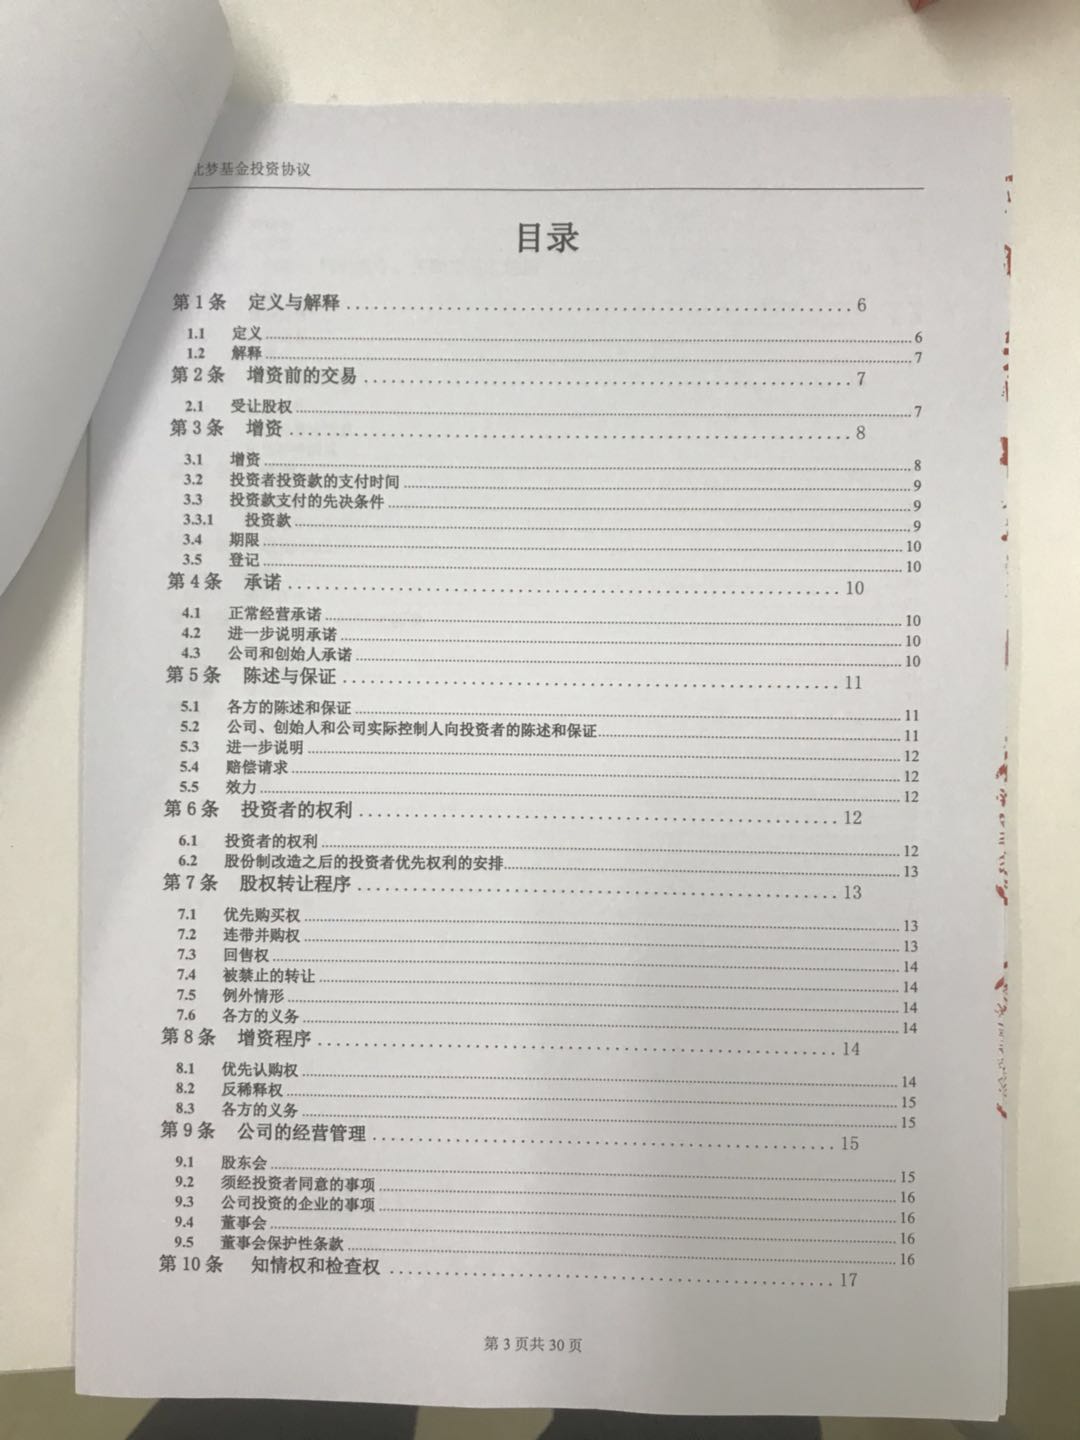 北梦基金投资协议
目录
第 1 条 定义与解释 6
1.1 定义 6
1.2 解释 7
第 2 条 增资前的交易 7
2.1 受让股权 7
第 3 条 增资 8
3.1 增资 8
3.2 投资者投资款的支付时间 9
3.3 投资款支付的先决条件 9
3.3.1 投资款 9
3.4 期限 10
3.5 登记 10
第 4 条 承诺 10
4.1 正常经营承诺 10
4.2 进一步说明承诺 10
4.3 公司和创始人承诺 10
第 5 条 陈述与保证 11
5.1 各方的陈述和保证 11
5.2 公司、创始人和公司实际控制人向投资者的陈述和保证 11
5.3 进一步说明 12
5.4 赔偿请求 12
5.5 效力 12
第 6 条 投资者的权利 12
6.1 投资者的权利 12
6.2 股份制改造之后的投资者优先权利的安排 13
第 7 条 股权转让程序 13
7.1 优先购买权 13
7.2 连带并购权 13
7.3 回售权 14
7.4 被禁止的转让 14
7.5 例外情形 14
7.6 各方的义务 14
第 8 条 增资程序 14
8.1 优先认购权 14
8.2 反稀释权 15
8.3 各方的义务 15
第 9 条 公司的经营管理 15
9.1 股东会 15
9.2 须经投资者同意的事项 16
9.3 公司投资的企业的事项 16
9.4 董事会 16
9.5 董事会保护性条款 16
第 10 条 知情权和检查权 17
第 3 页共 30 页